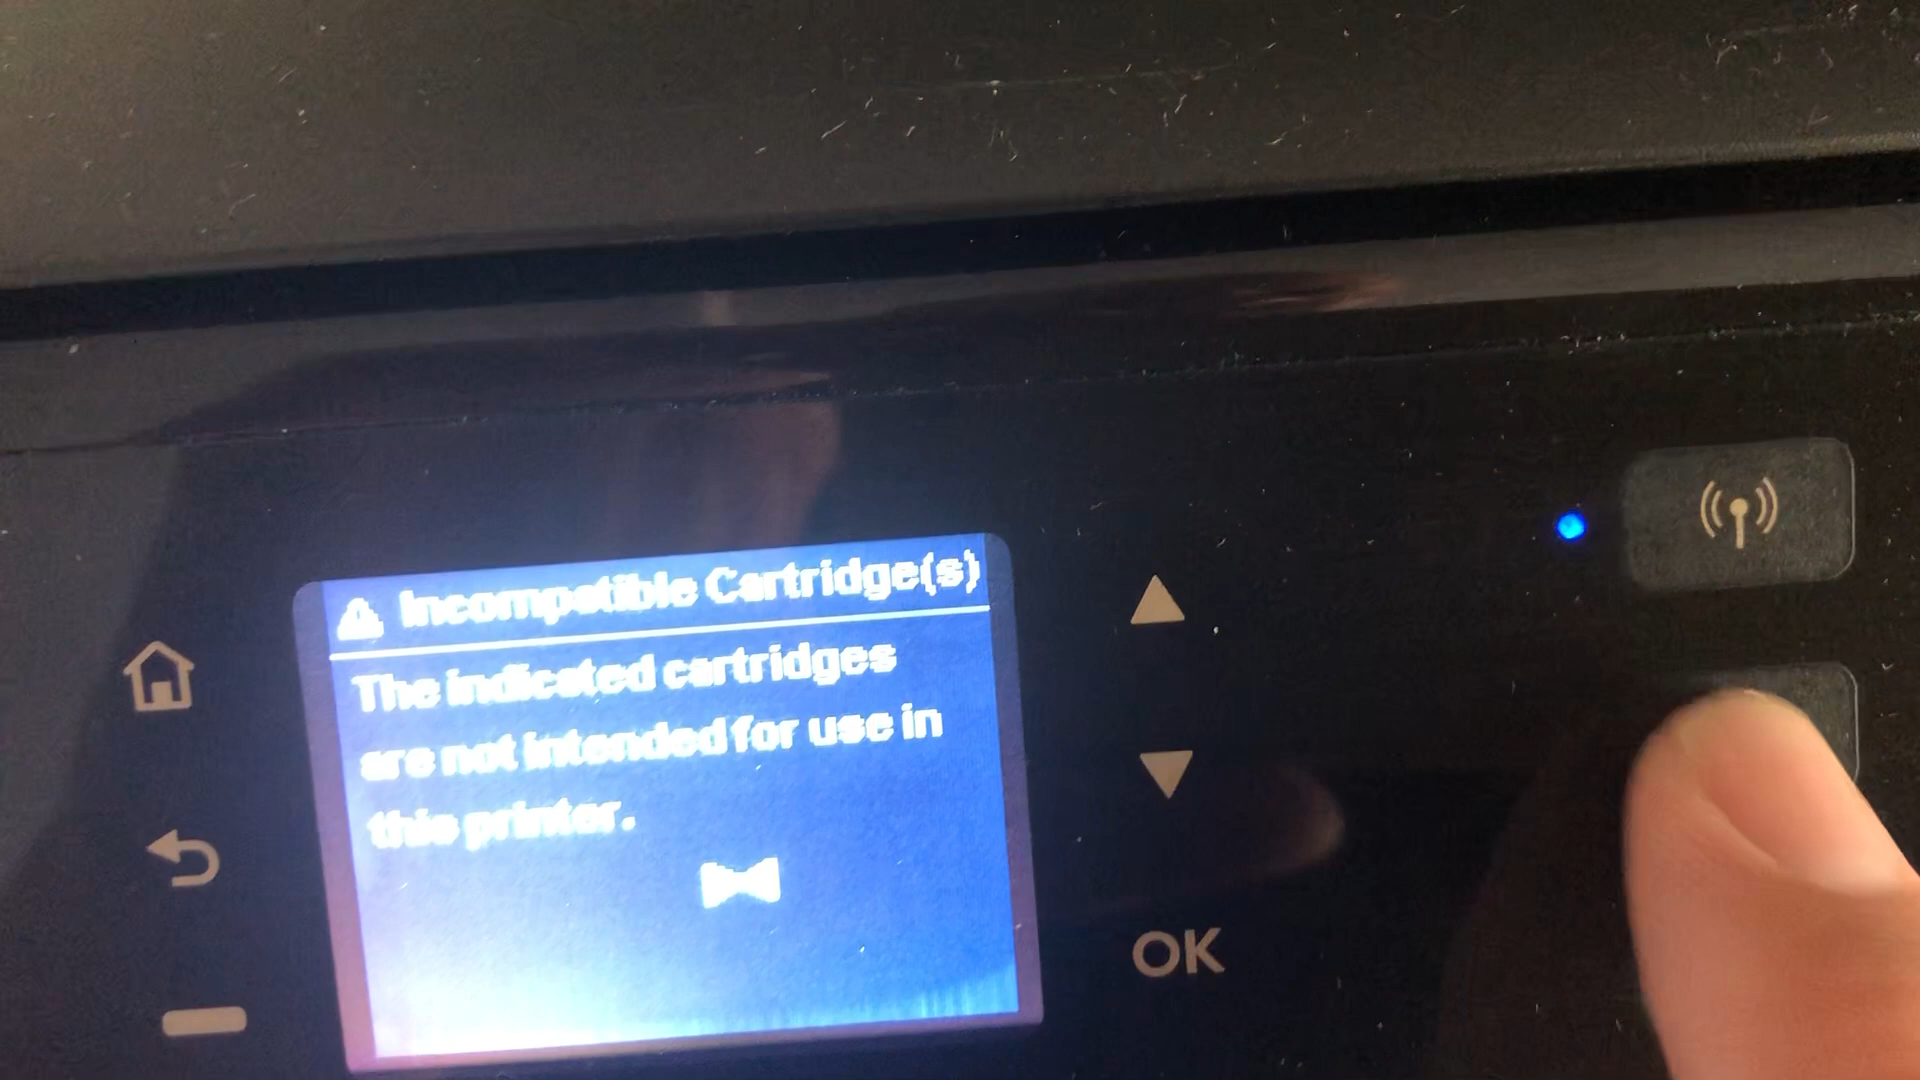 Incompatible Cartridge(s)
The indicated cartridges
are not intended for use in
this printer.
OK